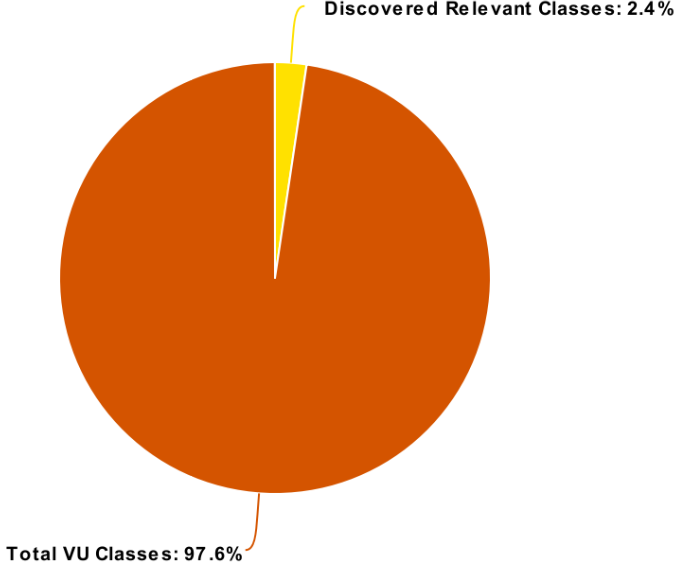 Discovered Relevant Classes: 2.4%
Total VU Classes: 97.6%